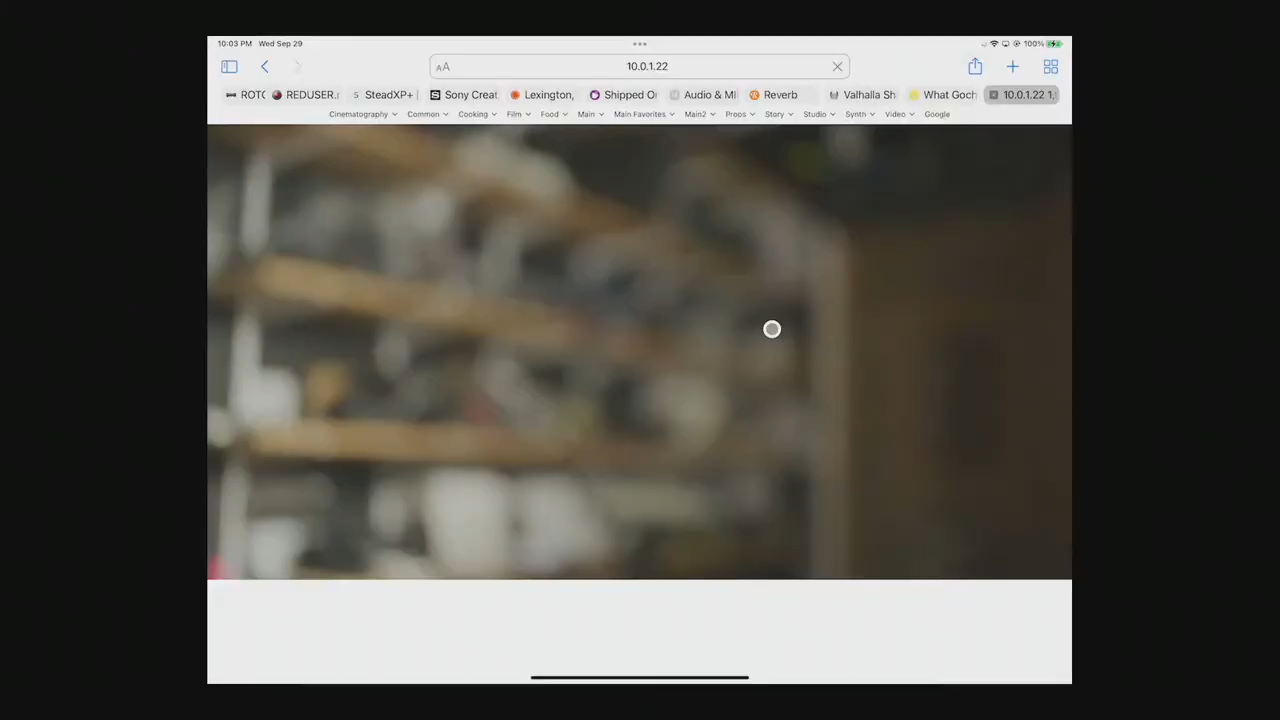 10:03 PM Wed Sep 29 100%
AA 10.0.1.22
ROTO REDUSER.r SteadXP+ | Sony Creat Lexington, Shipped Or Audio & Mi Reverb Valhalla Sh What Goch 10.0.1.22 1,
Cinematography Common Cooking Film Food Main Main Favorites Main2 Props Story Studio Synth Video Google